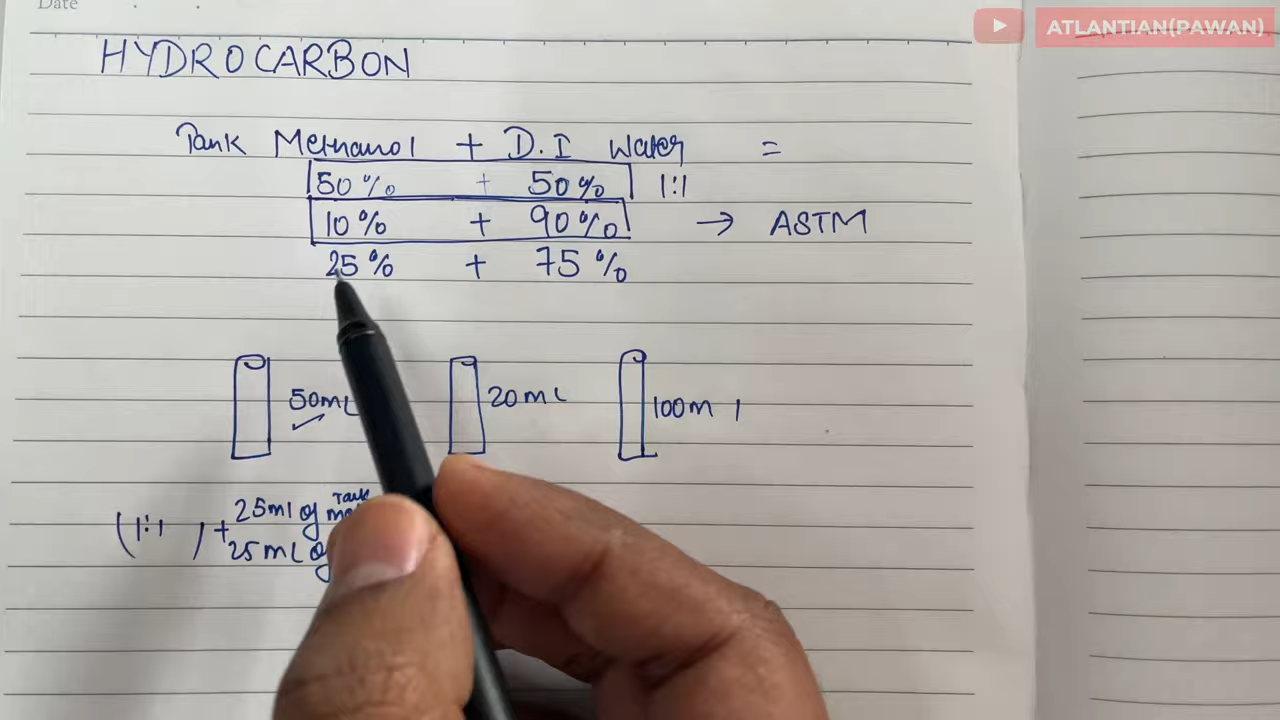 Date
ATLANTIAN(PAWAN)
HYDROCARBON
Tank Methanol + D.I Water =
50% + 50% 1:1
10% + 90% → ASTM
25% + 75%
50mL 20mL 100ml
(1:1 ) + 25ml of Tank
25mL of